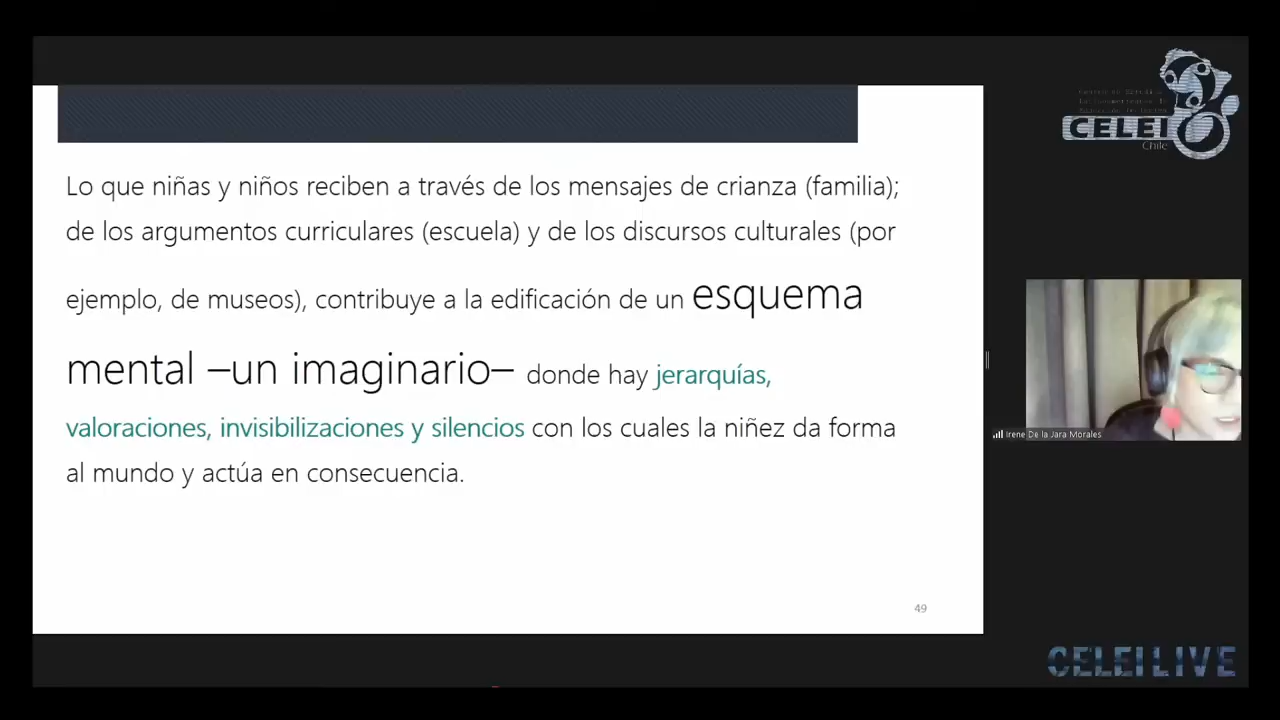 Lo que niñas y niños reciben a través de los mensajes de crianza (familia);
de los argumentos curriculares (escuela) y de los discursos culturales (por
ejemplo, de museos), contribuye a la edificación de un esquema
mental –un imaginario– donde hay jerarquías,
valoraciones, invisibilizaciones y silencios con los cuales la niñez da forma
al mundo y actúa en consecuencia.
49
CELEI
Chile
Irene De la Jara Morales
CELEI LIVE